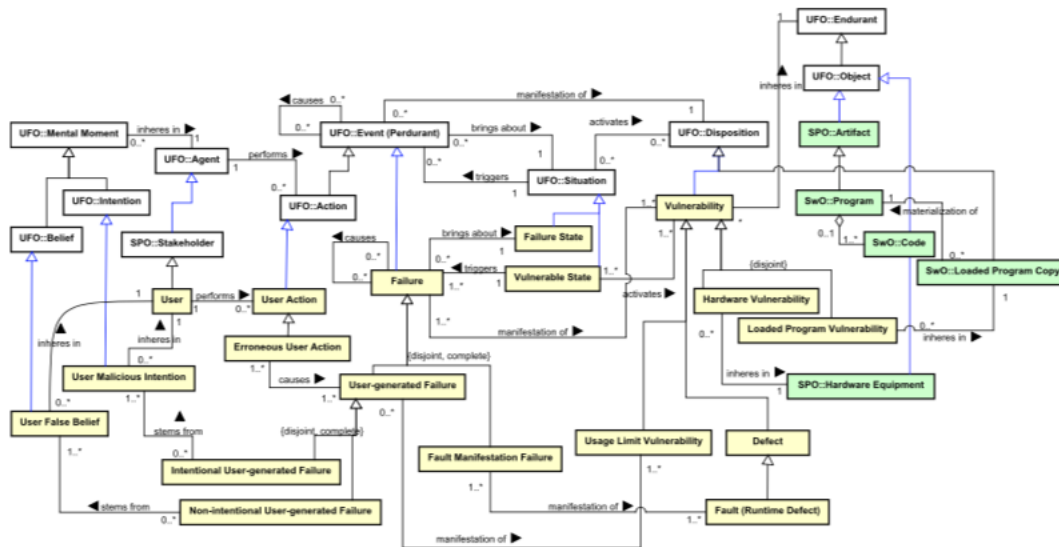 1 UFO::Endurant
manifestation of ▶
inheres in
UFO::Object
◀ causes 0..*
0..* 1
0..*
UFO::Mental Moment inheres in ▶
0..* 1
UFO::Event (Perdurant) brings about ▶ activates ▶
0..* 1 0..* 0..*
UFO::Disposition
SPO::Artifact
UFO::Agent performs ▶
1 0..*
0..* ◀ triggers 1
UFO::Situation
UFO::Intention
UFO::Action
1..* Vulnerability *
1..*
SwO::Program 1
◀ materialization of
0..1 1..*
UFO::Belief SPO::Stakeholder
◀ causes 0..*
0..*
0..* brings about ▶ 1
Failure State
SwO::Code
0..*
SwO::Loaded Program Copy
1
1 User performs ▶
1 1 0..*
User Action
Failure
◀ triggers
1..* 1
Vulnerable State 1..*
activates ▶
{disjoint}
Hardware Vulnerability
0..*
inheres in
inheres in
Erroneous User Action
1..*
1..*
manifestation of ▶
Loaded Program Vulnerability 0..*
inheres in ▶
0..*
User Malicious Intention
1..*
0..*
causes ▶
1..*
{disjoint, complete}
User-generated Failure
0..*
inheres in ▶
1
SPO::Hardware Equipment
User False Belief
1..*
stems from
0..*
{disjoint, complete}
Usage Limit Vulnerability
1..*
Defect
Intentional User-generated Failure
Fault Manifestation Failure
1..*
◀ stems from
0..*
Non-intentional User-generated Failure
manifestation of ▶
1..*
Fault (Runtime Defect)
manifestation of ▶